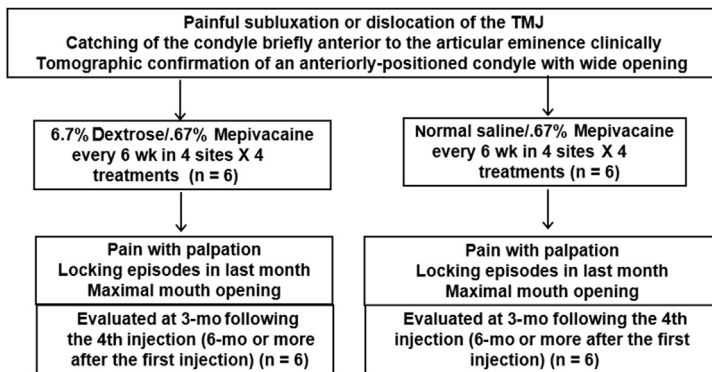 Painful subluxation or dislocation of the TMJ
Catching of the condyle briefly anterior to the articular eminence clinically
Tomographic confirmation of an anteriorly-positioned condyle with wide opening
6.7% Dextrose/.67% Mepivacaine
every 6 wk in 4 sites X 4
treatments (n = 6)
Normal saline/.67% Mepivacaine
every 6 wk in 4 sites X 4
treatments (n = 6)
Pain with palpation
Locking episodes in last month
Maximal mouth opening
Evaluated at 3-mo following
the 4th injection (6-mo or more
after the first injection) (n = 6)
Pain with palpation
Locking episodes in last month
Maximal mouth opening
Evaluated at 3-mo following the 4th
injection (6-mo or more after the first
injection) (n = 6)